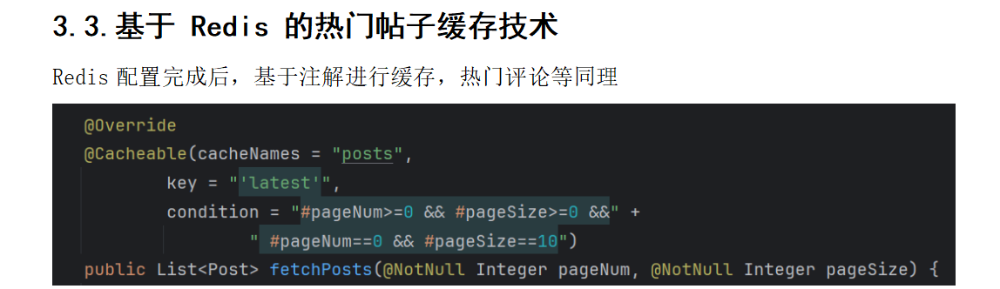 3.3.基于 Redis 的热门帖子缓存技术
Redis 配置完成后，基于注解进行缓存，热门评论等同理
@Override
@Cacheable(cacheNames = "posts",
key = "'latest'",
condition = "#pageNum>=0 && #pageSize>=0 &&" +
" #pageNum==0 && #pageSize==10")
public List<Post> fetchPosts(@NotNull Integer pageNum, @NotNull Integer pageSize) {